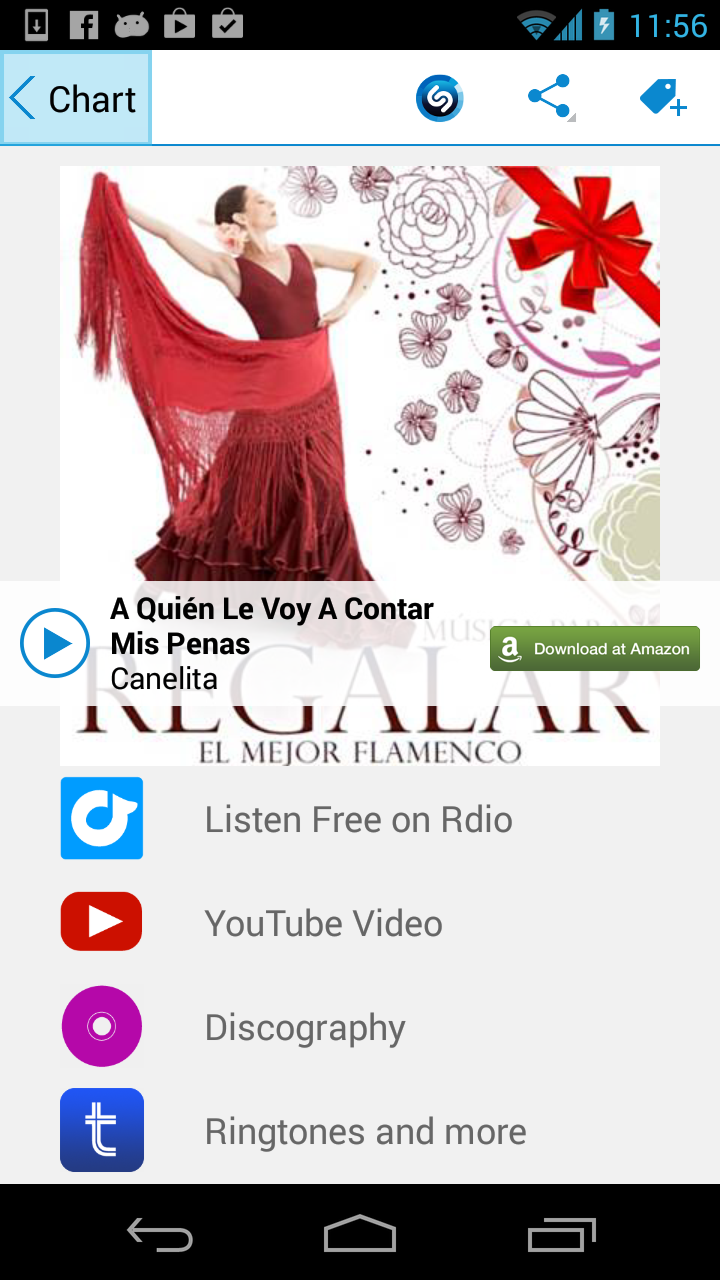 11:56
Chart
A Quién Le Voy A Contar
Mis Penas
Canelita
Download at Amazon
MÚSICA PARA
REGALAR
EL MEJOR FLAMENCO
Listen Free on Rdio
YouTube Video
Discography
Ringtones and more